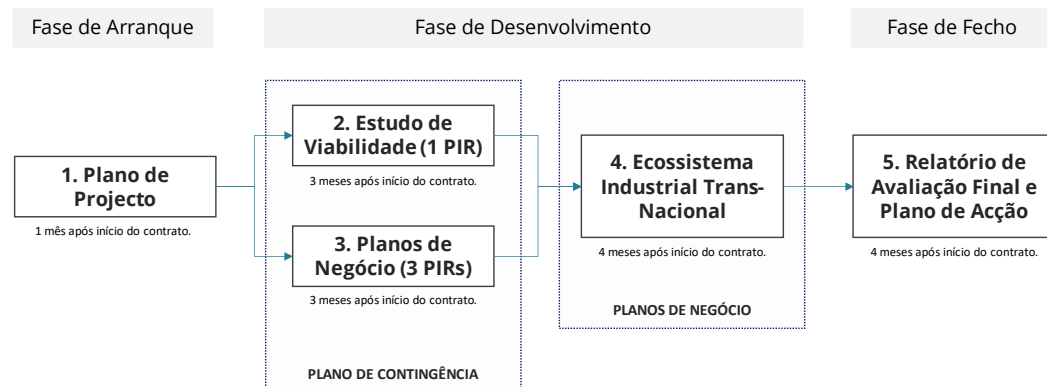 Fase de Arranque
Fase de Desenvolvimento
Fase de Fecho
1. Plano de
Projecto
1 mês após início do contrato.
2. Estudo de
Viabilidade (1 PIR)
3 meses após início do contrato.
3. Planos de
Negócio (3 PIRs)
3 meses após início do contrato.
PLANO DE CONTINGÊNCIA
4. Ecossistema
Industrial Trans-
Nacional
4 meses após início do contrato.
PLANOS DE NEGÓCIO
5. Relatório de
Avaliação Final e
Plano de Acção
4 meses após início do contrato.